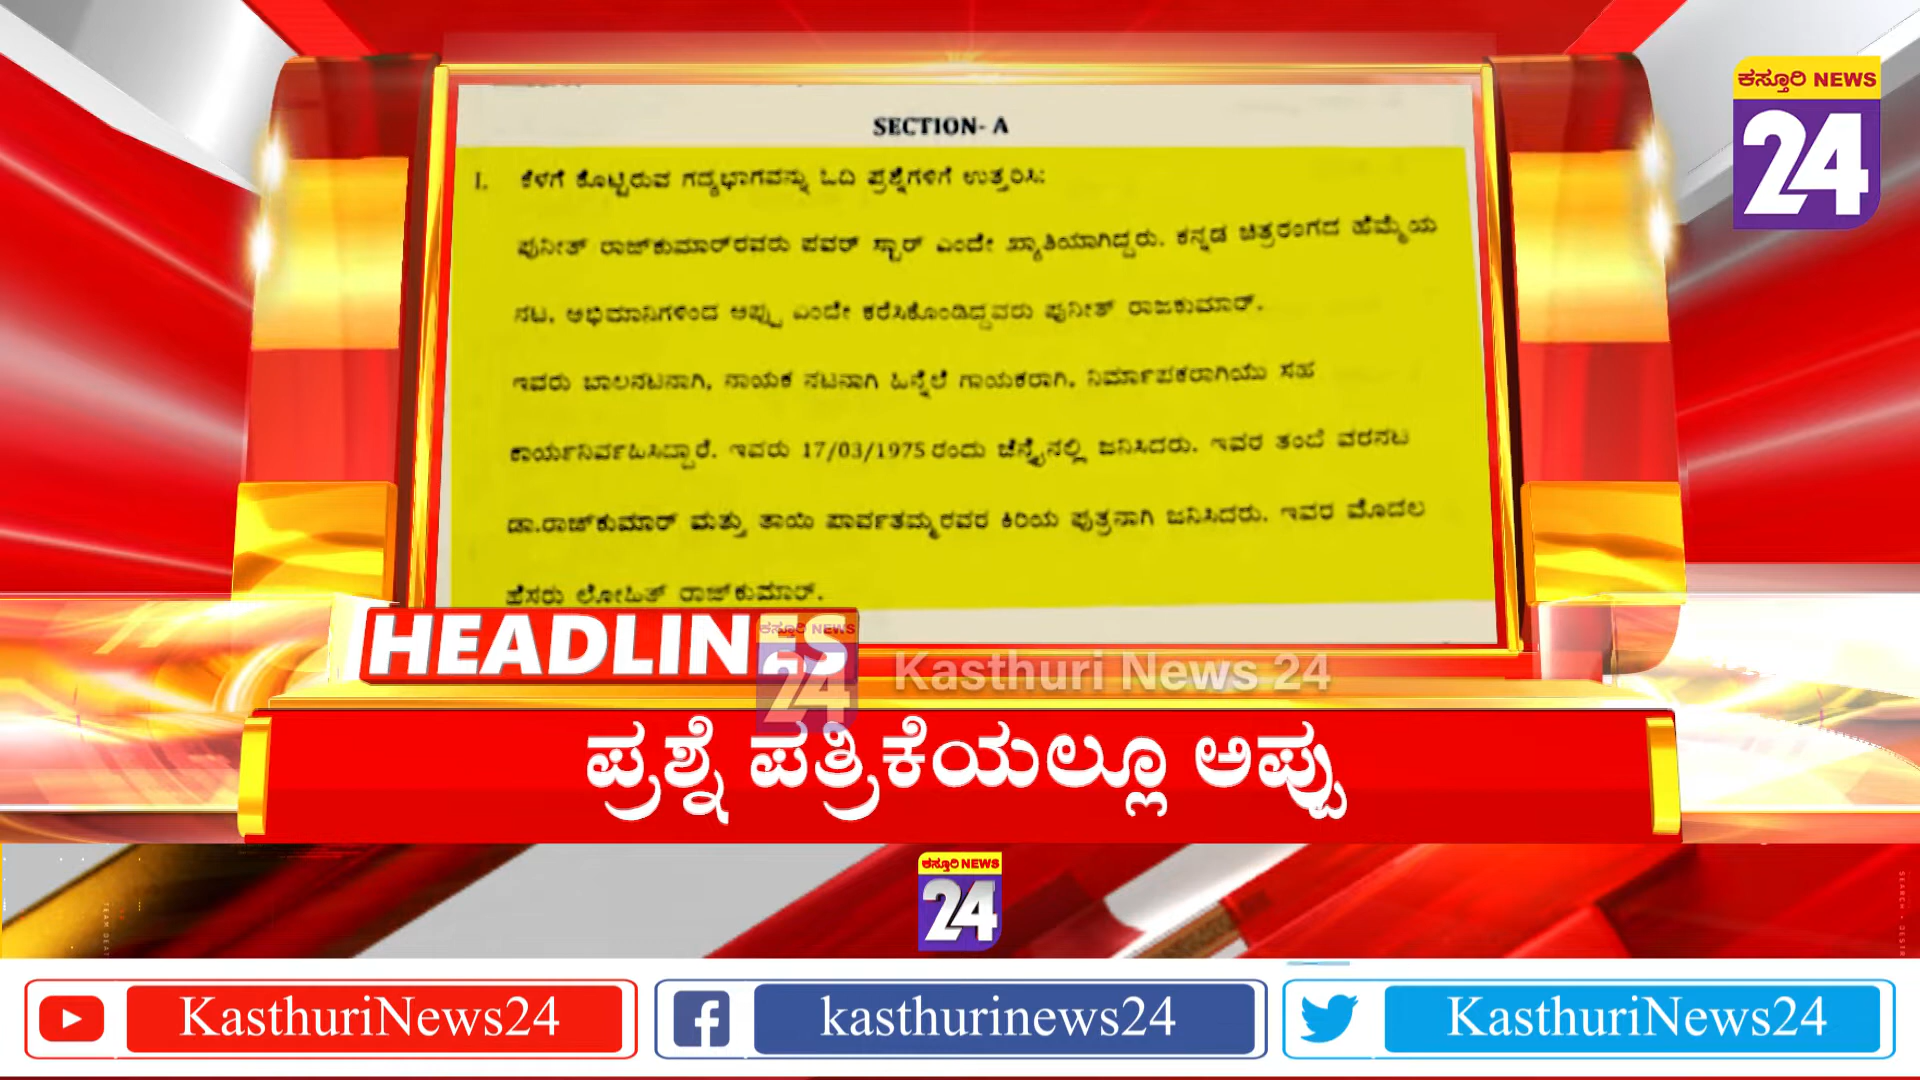 SECTION- A
ಕಸ್ತೂರಿ NEWS
24
I. ಕೆಳಗೆ ಕೊಟ್ಟಿರುವ ಗದ್ಯಭಾಗವನ್ನು ಓದಿ ಪ್ರಶ್ನೆಗಳಿಗೆ ಉತ್ತರಿಸಿ:
ಪುನೀತ್ ರಾಜ್‌ಕುಮಾರ್‌ರವರು ಪವರ್ ಸ್ಟಾರ್ ಎಂದೇ ಖ್ಯಾತಿಯಾಗಿದ್ದರು. ಕನ್ನಡ ಚಿತ್ರರಂಗದ ಹೆಮ್ಮೆಯ
ನಟ. ಅಭಿಮಾನಿಗಳಿಂದ ಅಪ್ಪು ಎಂದೇ ಕರೆಸಿಕೊಂಡಿದ್ದವರು ಪುನೀತ್ ರಾಜಕುಮಾರ್.
ಇವರು ಬಾಲನಟನಾಗಿ, ನಾಯಕ ನಟನಾಗಿ ಹಿನ್ನೆಲೆ ಗಾಯಕರಾಗಿ, ನಿರ್ಮಾಪಕರಾಗಿಯು ಸಹ
ಕಾರ್ಯನಿರ್ವಹಿಸಿದ್ದಾರೆ. ಇವರು 17/03/1975 ರಂದು ಚೆನ್ನೈನಲ್ಲಿ ಜನಿಸಿದರು. ಇವರ ತಂದೆ ವರನಟ
ಡಾ.ರಾಜ್‌ಕುಮಾರ್ ಮತ್ತು ತಾಯಿ ಪಾರ್ವತಮ್ಮರವರ ಕಿರಿಯ ಪುತ್ರನಾಗಿ ಜನಿಸಿದರು. ಇವರ ಮೊದಲ
ಹೆಸರು ಲೋಹಿತ್ ರಾಜ್‌ಕುಮಾರ್.
HEADLINES
ಕಸ್ತೂರಿ NEWS
24
Kasthuri News 24
ಪ್ರಶ್ನೆ ಪತ್ರಿಕೆಯಲ್ಲೂ ಅಪ್ಪು
ಕಸ್ತೂರಿ NEWS
24
KasthuriNews24
kasthurinews24
KasthuriNews24